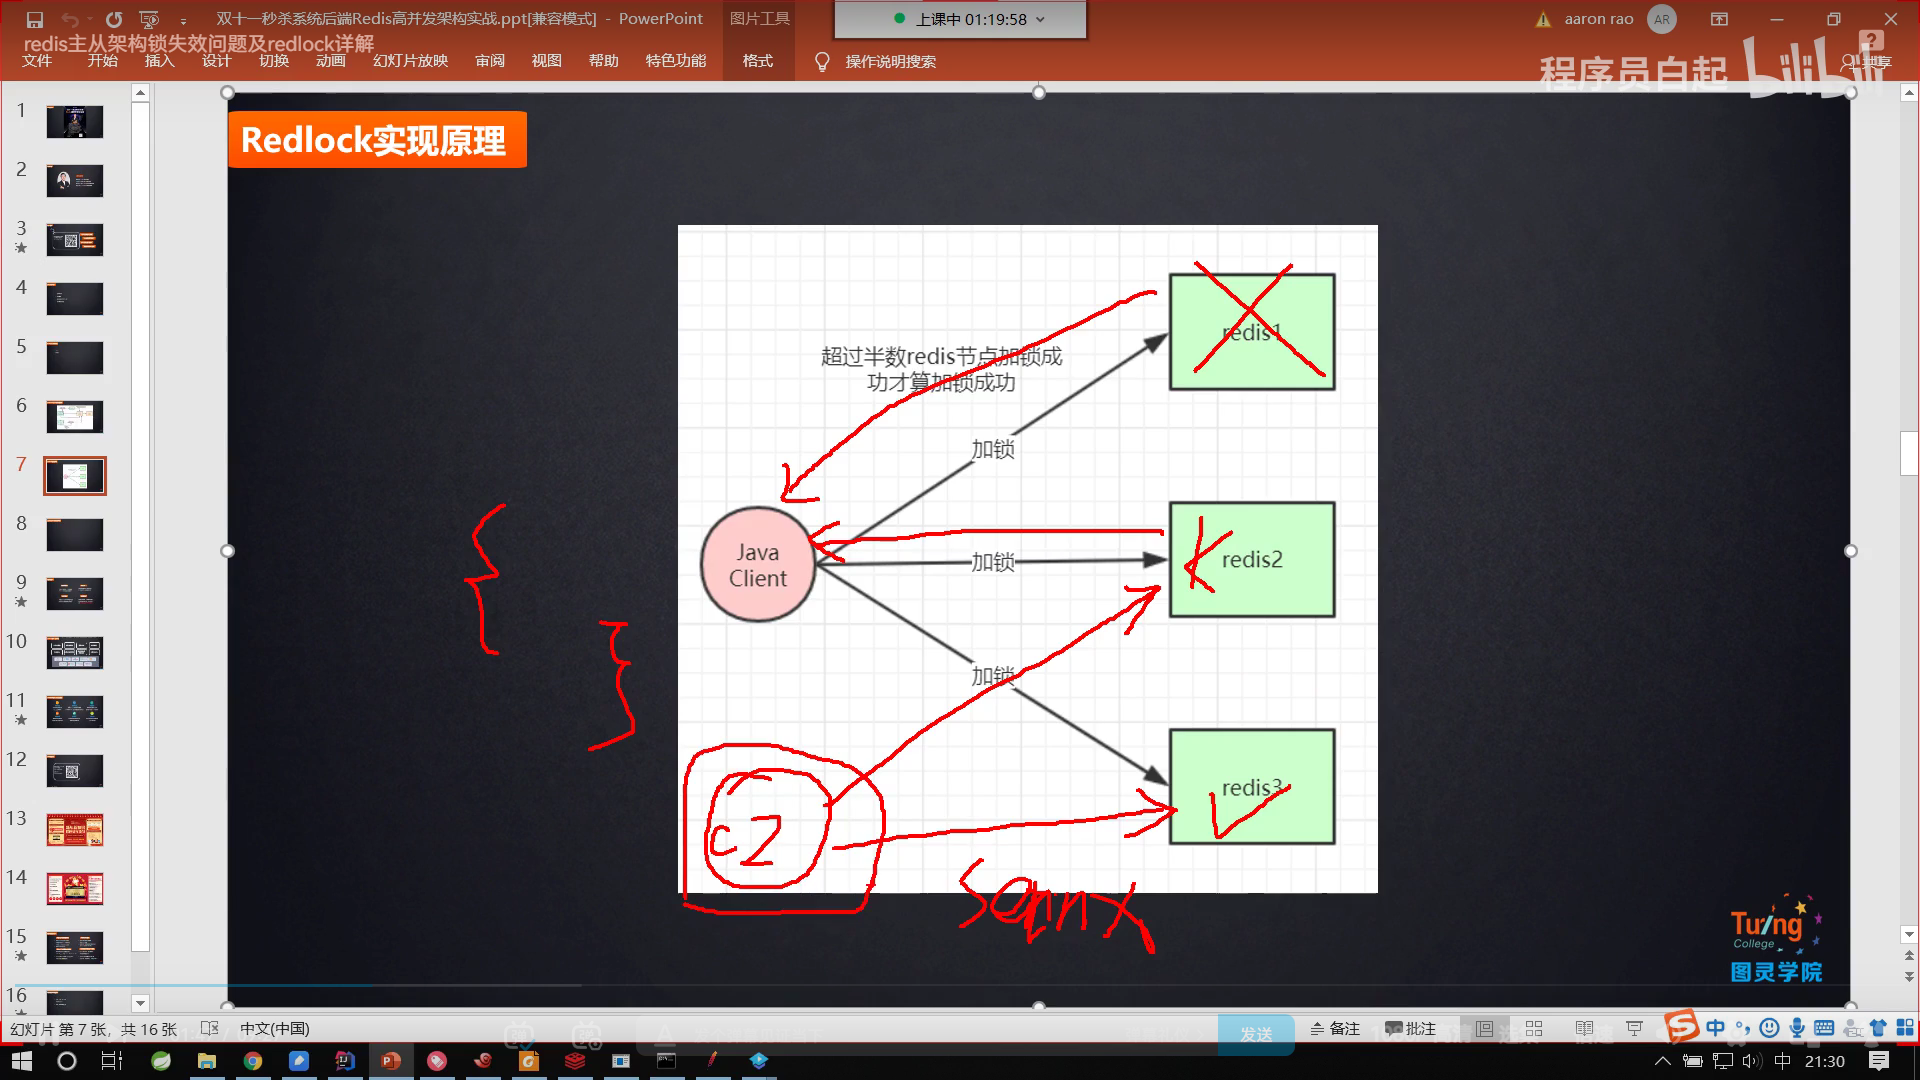 双十一秒杀系统后端Redis高并发架构实战.ppt[兼容模式] - PowerPoint
图片工具
上课中 01:19:58
aaron rao
AR
redis主从架构锁失效问题及redlock详解
文件 开始 插入 设计 切换 动画 幻灯片放映 审阅 视图 帮助 特色功能 格式 操作说明搜索
共享
程序员白起
bilibili
Redlock实现原理
超过半数redis节点加锁成
功才算加锁成功
redis1
加锁
Java
Client
加锁
redis2
加锁
redis3
c2
Tuling
College
图灵学院
1
2
3
4
5
6
7
8
9
10
11
12
13
14
15
16
幻灯片 第 7 张，共 16 张
中文(中国)
发送
备注
批注
中
中
21:30